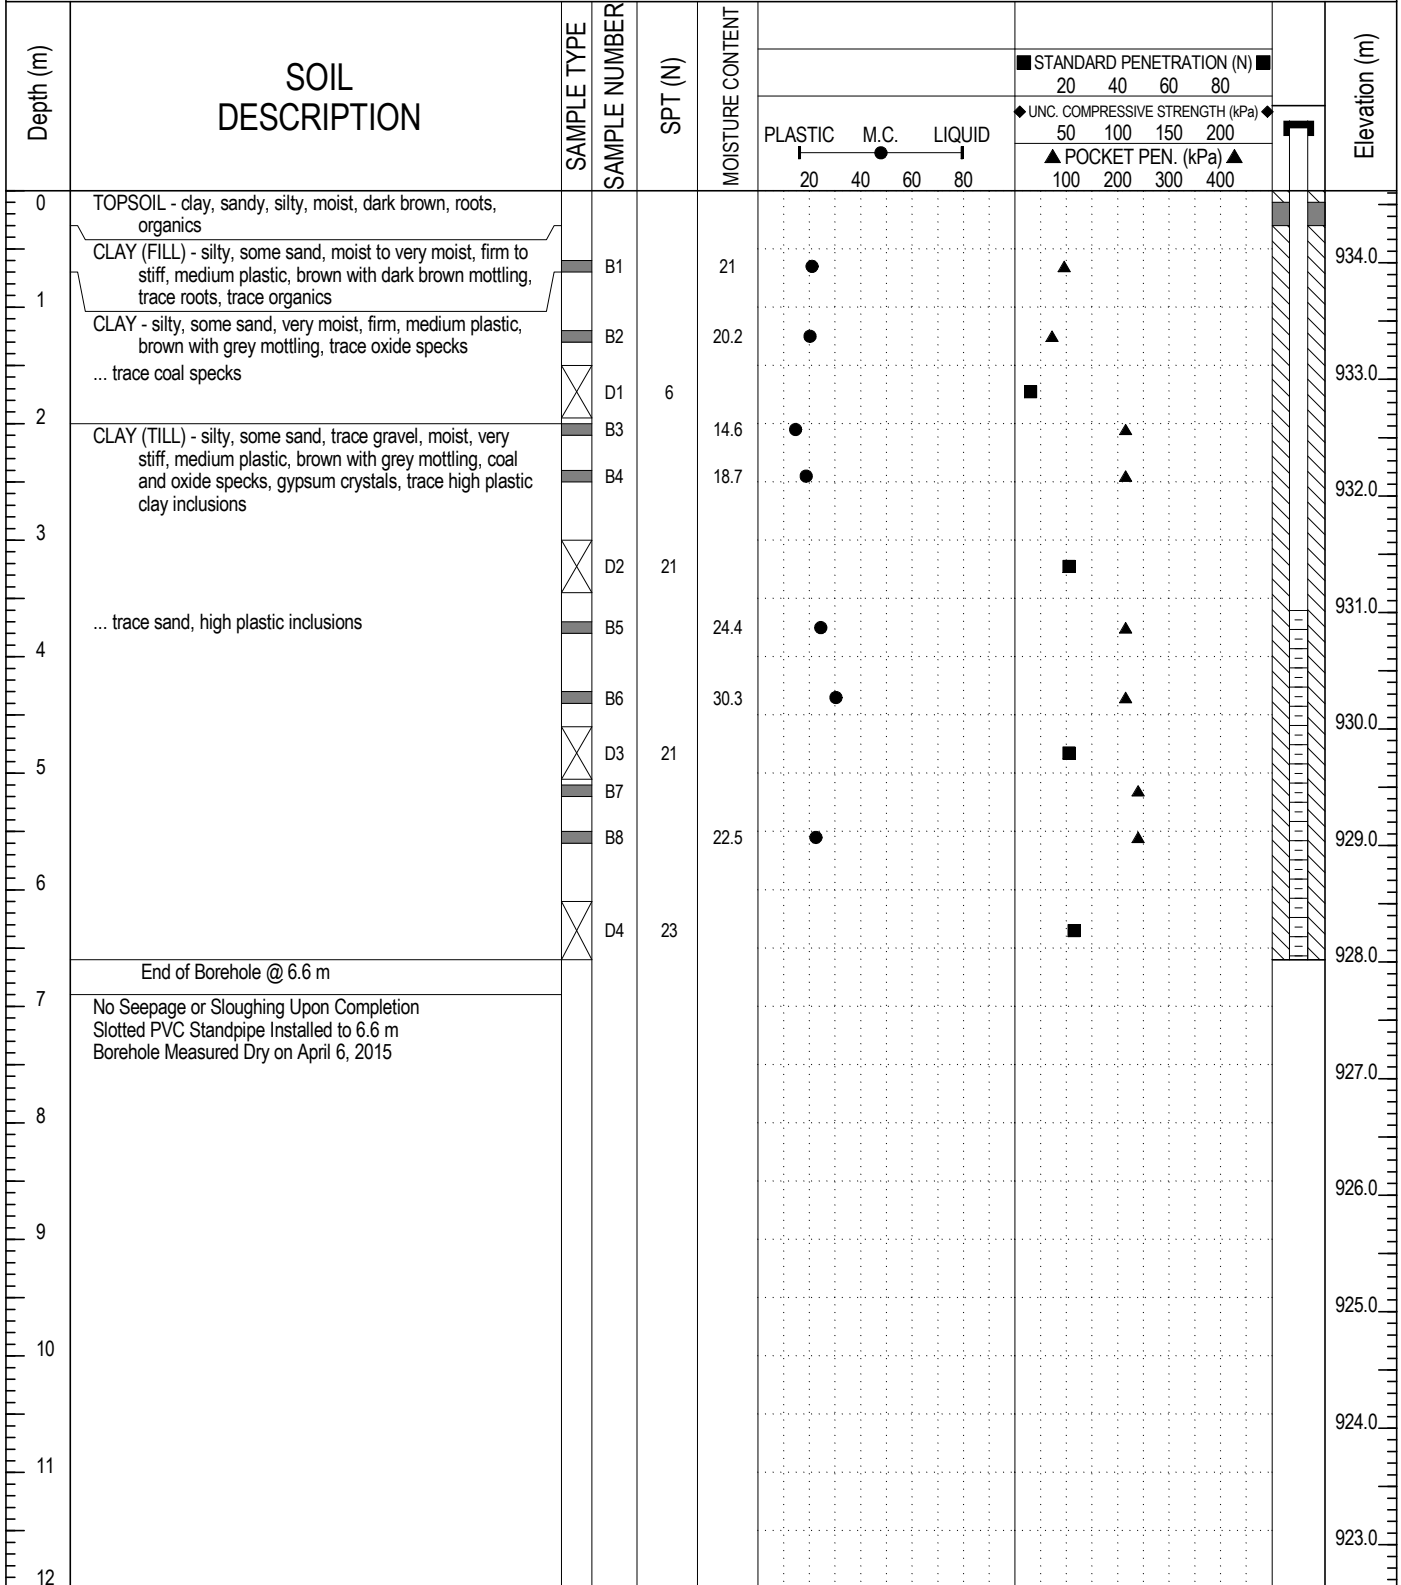 Depth (m)
SOIL
DESCRIPTION
SAMPLE TYPE
SAMPLE NUMBER
SPT (N)
MOISTURE CONTENT
PLASTIC M.C. LIQUID
20 40 60 80
STANDARD PENETRATION (N)
20 40 60 80
UNC. COMPRESSIVE STRENGTH (kPa)
50 100 150 200
POCKET PEN. (kPa)
100 200 300 400
Elevation (m)
0
TOPSOIL - clay, sandy, silty, moist, dark brown, roots,
organics
CLAY (FILL) - silty, some sand, moist to very moist, firm to
934.0
stiff, medium plastic, brown with dark brown mottling,
B1 21
trace roots, trace organics
1
CLAY - silty, some sand, very moist, firm, medium plastic,
B2 20.2
brown with grey mottling, trace oxide specks
... trace coal specks
933.0
D1 6
2
B3 14.6
CLAY (TILL) - silty, some sand, trace gravel, moist, very
stiff, medium plastic, brown with grey mottling, coal
B4 18.7
and oxide specks, gypsum crystals, trace high plastic
932.0
clay inclusions
3
D2 21
931.0
... trace sand, high plastic inclusions
B5 24.4
4
B6 30.3
930.0
D3 21
5
B7
B8 22.5
929.0
6
D4 23
928.0
End of Borehole @ 6.6 m
7
No Seepage or Sloughing Upon Completion
Slotted PVC Standpipe Installed to 6.6 m
Borehole Measured Dry on April 6, 2015
927.0
8
926.0
9
925.0
10
924.0
11
923.0
12